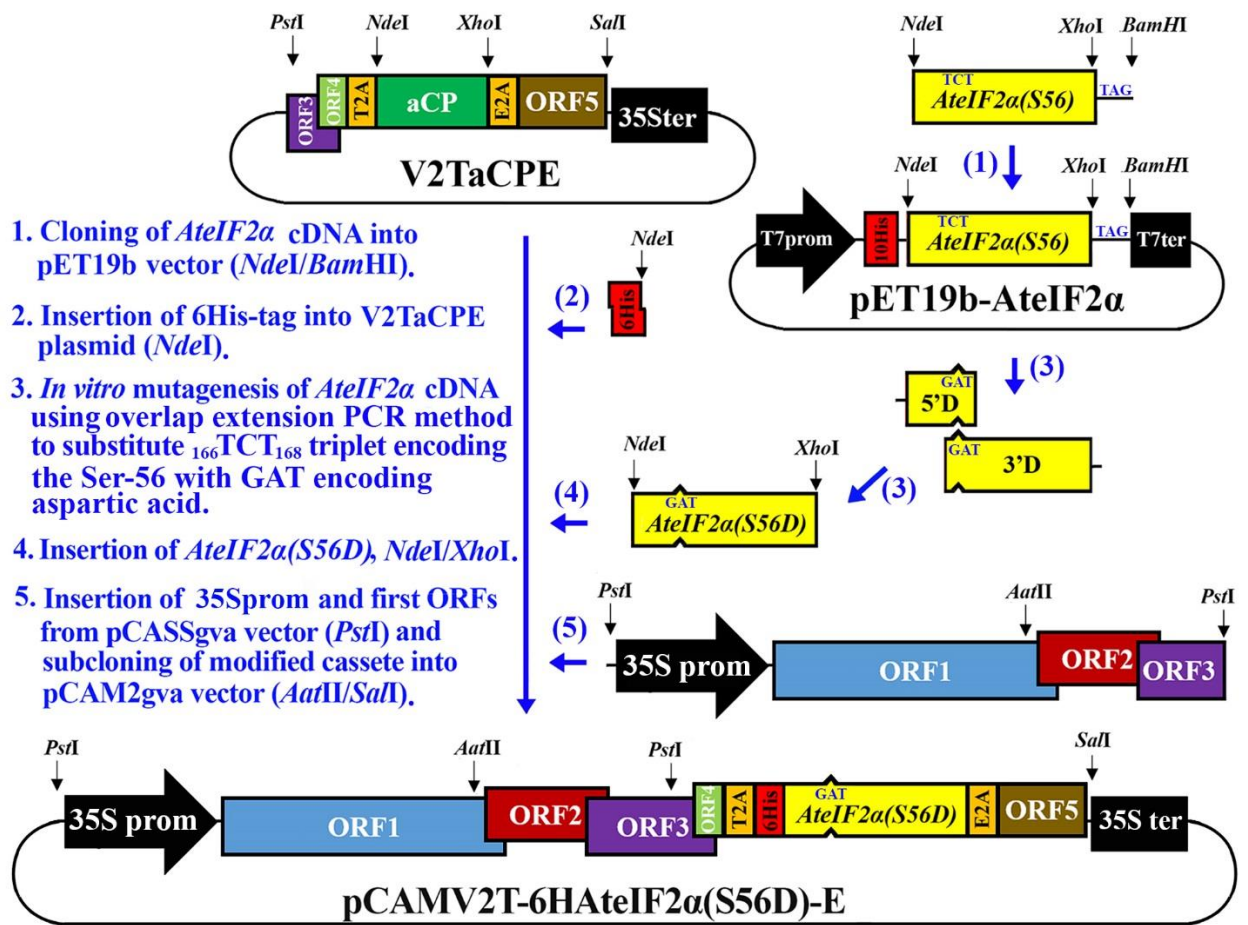 PstI NdeI XhoI SalI
ORF3 ORF4 T2A aCP E2A ORF5 35Ster
V2TaCPE
NdeI XhoI BamHI
TCT
AteIF2α(S56) TAG
(1)
NdeI XhoI BamHI
T7prom 10His TCT AteIF2α(S56) TAG T7ter
pET19b-AteIF2α
1. Cloning of AteIF2α cDNA into
pET19b vector (NdeI/BamHI).
2. Insertion of 6His-tag into V2TaCPE
plasmid (NdeI).
3. In vitro mutagenesis of AteIF2α cDNA
using overlap extension PCR method
to substitute ₁₆₆TCT₁₆₈ triplet encoding
the Ser-56 with GAT encoding
aspartic acid.
4. Insertion of AteIF2α(S56D), NdeI/XhoI.
5. Insertion of 35Sprom and first ORFs
from pCASSgva vector (PstI) and
subcloning of modified cassete into
pCAM2gva vector (AatII/SalI).
NdeI
(2) 6His
(3)
GAT
5'D
GAT
3'D
(3)
NdeI XhoI
GAT
(4) AteIF2α(S56D)
(5)
PstI AatII PstI
35S prom ORF1 ORF2 ORF3
PstI AatII PstI SalI
35S prom ORF1 ORF2 ORF3 ORF4 T2A 6His GAT AteIF2α(S56D) E2A ORF5 35S ter
pCAMV2T-6HAteIF2α(S56D)-E